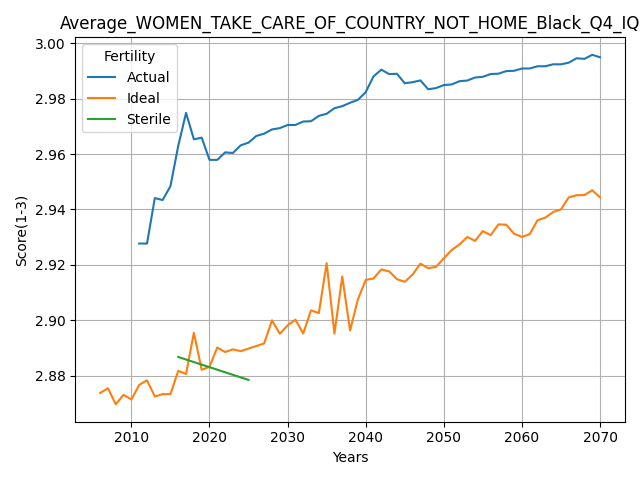 Average_WOMEN_TAKE_CARE_OF_COUNTRY_NOT_HOME_Black_Q4_IQ
Fertility
Actual
Ideal
Sterile
Score(1-3)
3.00
2.98
2.96
2.94
2.92
2.90
2.88
2010 2020 2030 2040 2050 2060 2070
Years